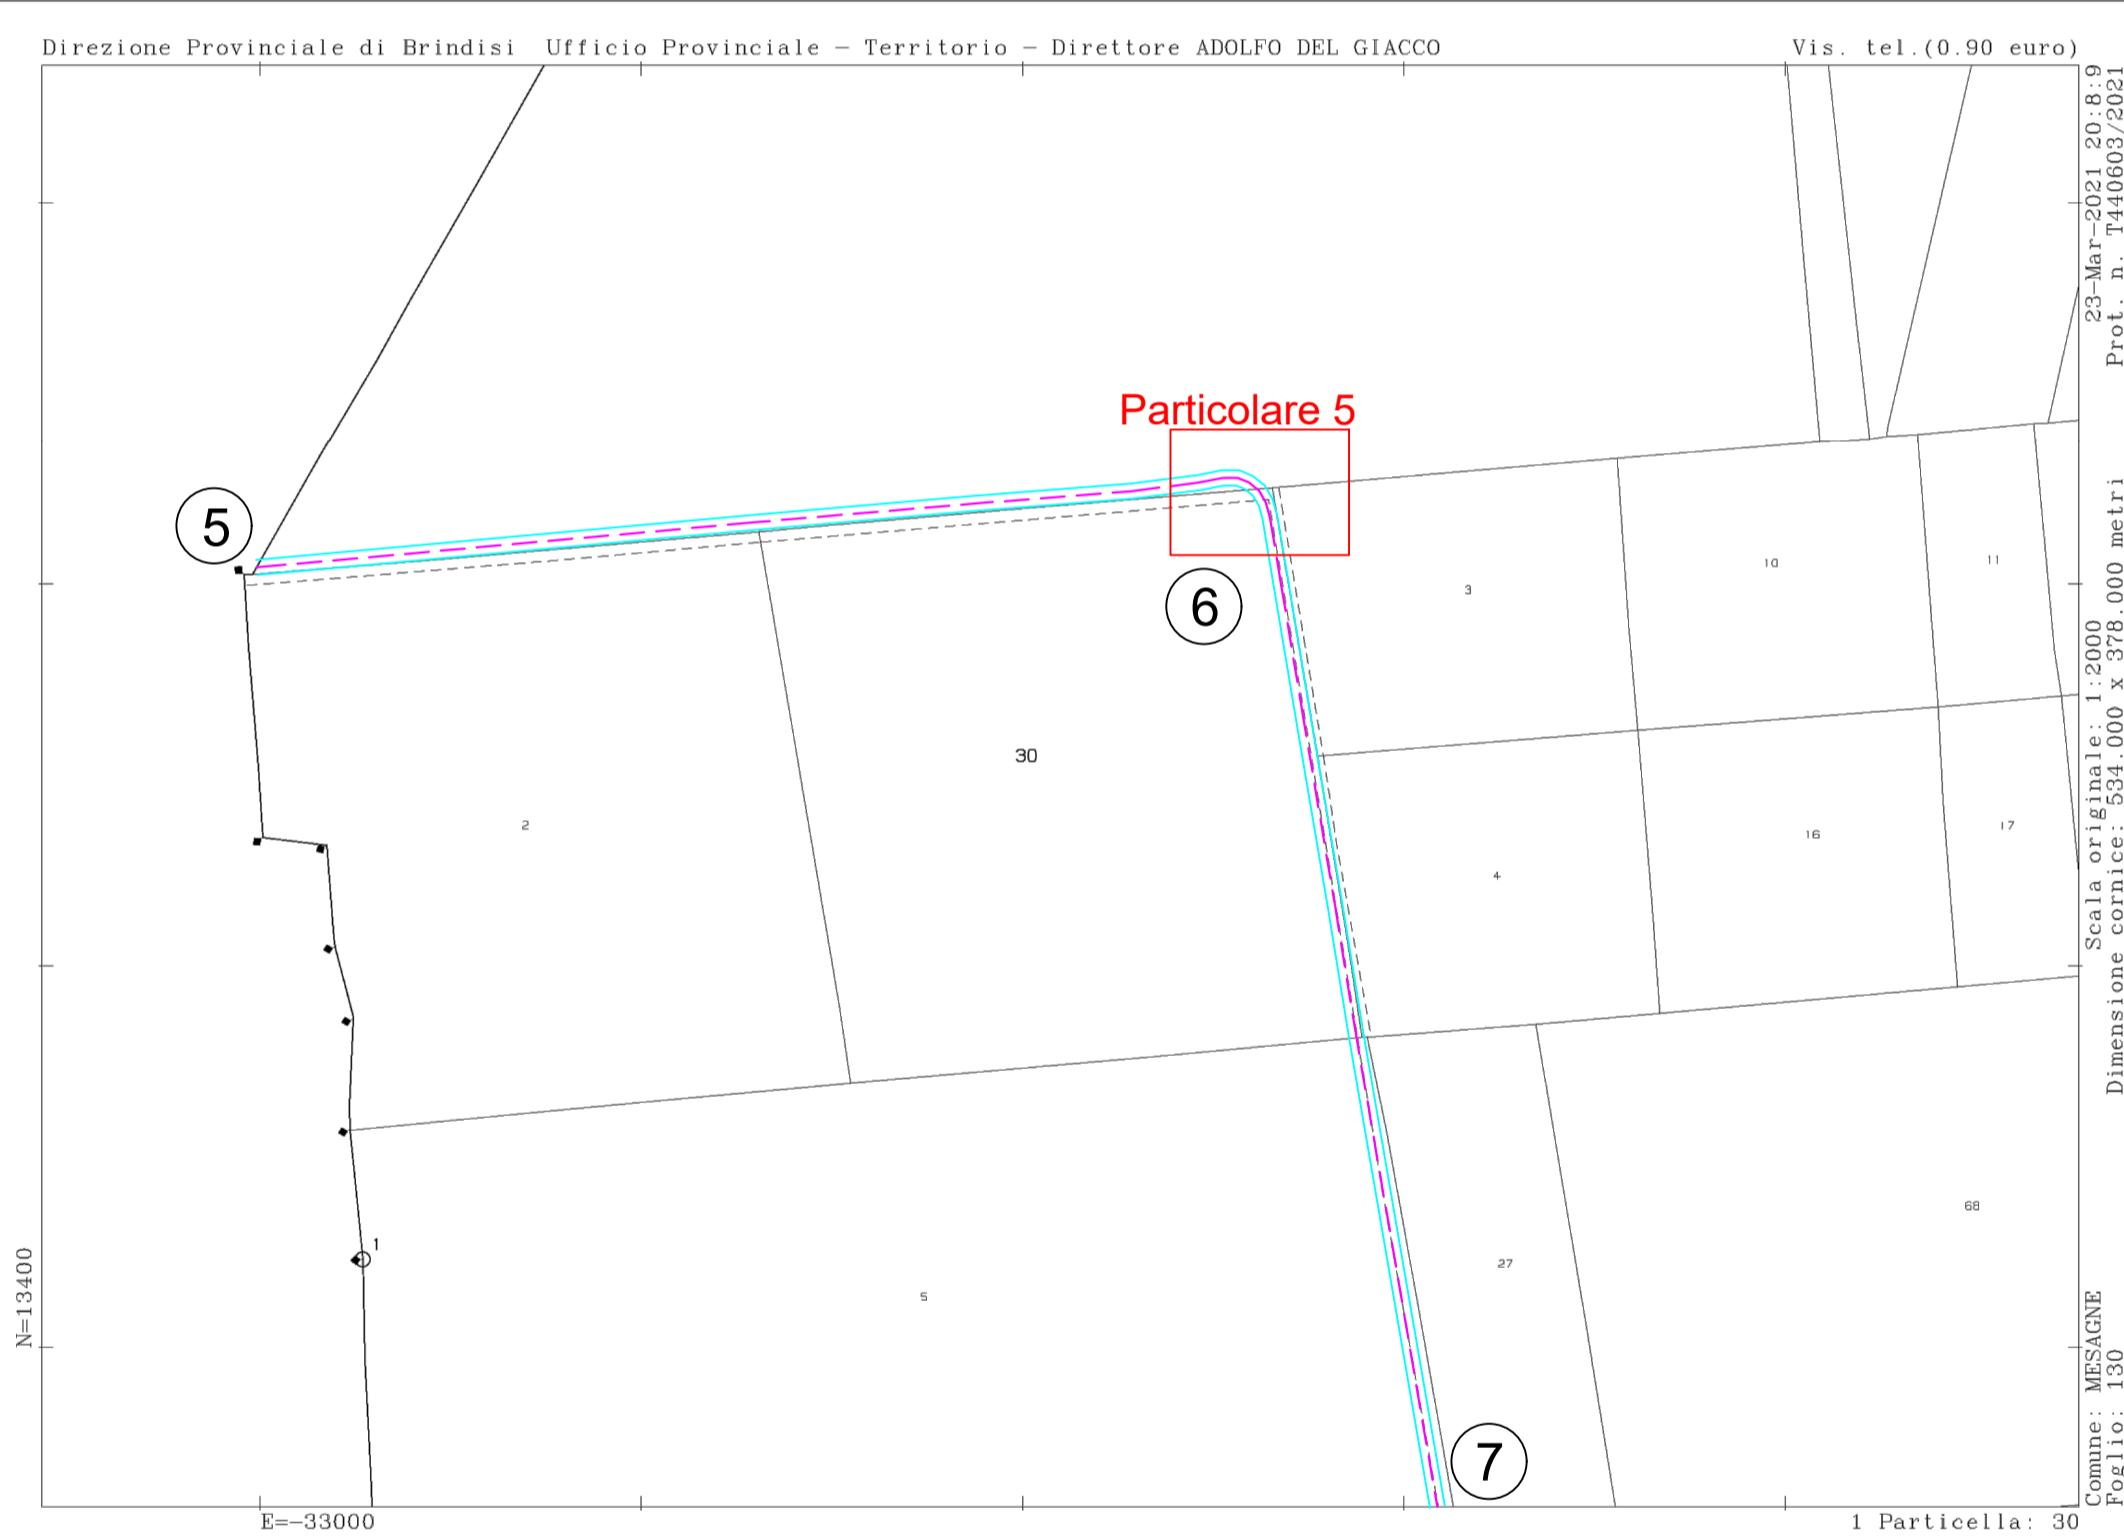 Direzione Provinciale di Brindisi Ufficio Provinciale - Territorio - Direttore ADOLFO DEL GIACCO
Vis. tel.(0.90 euro)
23-Mar-2021 20:8:9
Prot. n. T440603/2021
Particolare 5
5
6
3
10
11
30
2
4
16
17
Scala originale: 1:2000
Dimensione cornice: 534.000 x 378.000 metri
68
1
27
5
N=13400
7
Comune: MESAGNE
Foglio: 130
E=-33000
1 Particella: 30